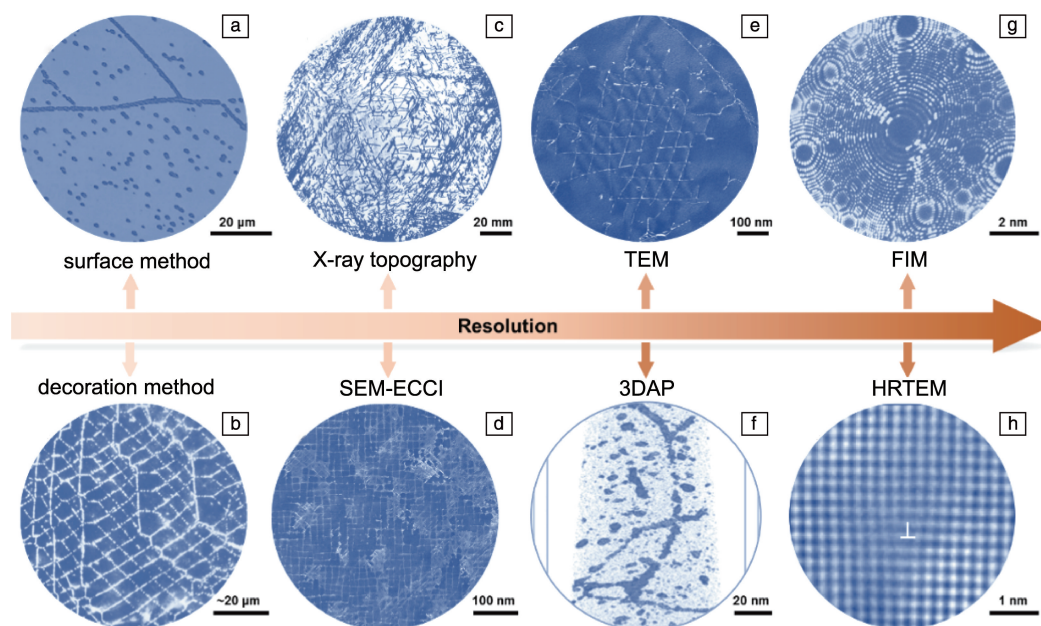 a
c
e
g
20 µm
20 mm
100 nm
2 nm
surface method
X-ray topography
TEM
FIM
Resolution
decoration method
SEM-ECCI
3DAP
HRTEM
b
d
f
h
~20 µm
100 nm
20 nm
1 nm